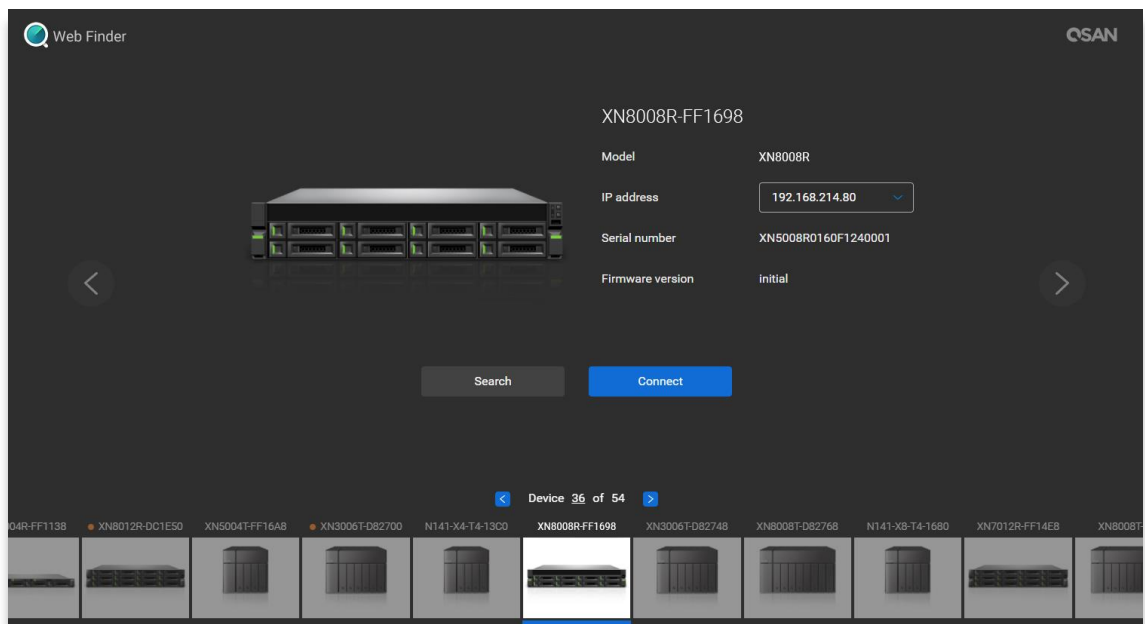 Web Finder
QSAN
XN8008R-FF1698
Model XN8008R
IP address 192.168.214.80
Serial number XN5008R0160F1240001
Firmware version initial
Search Connect
Device 36 of 54
04R-FF1138 XN8012R-DC1E50 XN5004T-FF16A8 XN3006T-D82700 N141-X4-T4-13C0 XN8008R-FF1698 XN3006T-D82748 XN8008T-D82768 N141-X8-T4-1680 XN7012R-FF14E8 XN8008T-